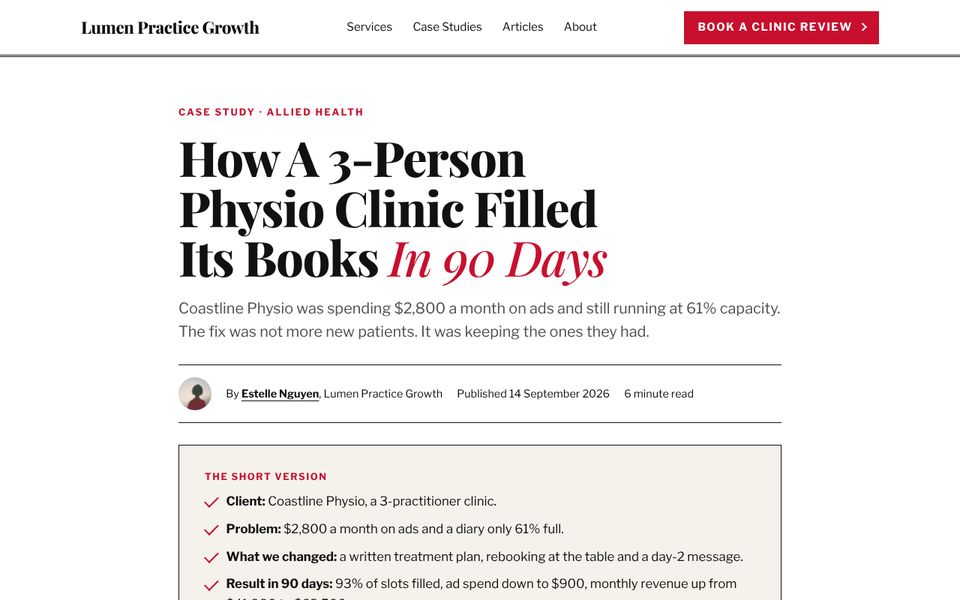 Lumen Practice Growth
Services
Case Studies
Articles
About
BOOK A CLINIC REVIEW
CASE STUDY · ALLIED HEALTH
How A 3-Person
Physio Clinic Filled
Its Books In 90 Days
Coastline Physio was spending $2,800 a month on ads and still running at 61% capacity.
The fix was not more new patients. It was keeping the ones they had.
By Estelle Nguyen, Lumen Practice Growth
Published 14 September 2026
6 minute read
THE SHORT VERSION
Client: Coastline Physio, a 3-practitioner clinic.
Problem: $2,800 a month on ads and a diary only 61% full.
What we changed: a written treatment plan, rebooking at the table and a day-2 message.
Result in 90 days: 93% of slots filled, ad spend down to $900, monthly revenue up from